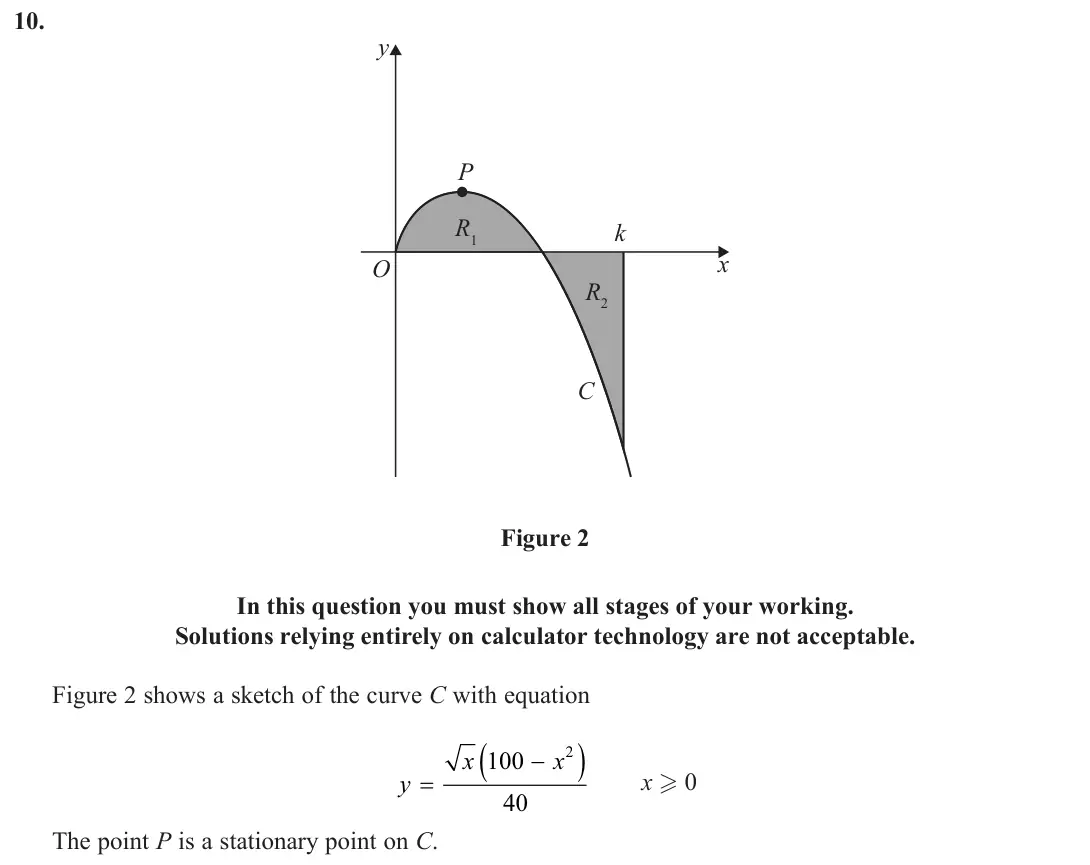 10.
y
P
R₁
k
O
x
R₂
C
Figure 2
In this question you must show all stages of your working.
Solutions relying entirely on calculator technology are not acceptable.
Figure 2 shows a sketch of the curve C with equation
y = √x(100 − x²) / 40 x ⩾ 0
The point P is a stationary point on C.